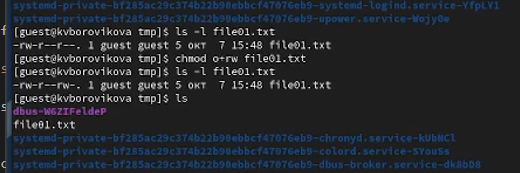 systemd-private-bf285ac29c374b22b90ebbcf47076eb9-systemd-logind.service-YfpLY1
systemd-private-bf285ac29c374b22b90ebbcf47076eb9-upower.service-Wojy0e
[guest@kvborovikova tmp]$ ls -l file01.txt
-rw-r--r--. 1 guest guest 5 окт  7 15:48 file01.txt
[guest@kvborovikova tmp]$ chmod o+rw file01.txt
[guest@kvborovikova tmp]$ ls -l file01.txt
-rw-r--rw-. 1 guest guest 5 окт  7 15:48 file01.txt
[guest@kvborovikova tmp]$ ls
dbus-W6ZIFeldeP
file01.txt
systemd-private-bf285ac29c374b22b90ebbcf47076eb9-chronyd.service-kUbNCl
systemd-private-bf285ac29c374b22b90ebbcf47076eb9-colord.service-SYouSs
systemd-private-bf285ac29c374b22b90ebbcf47076eb9-dbus-broker.service-dk8bD8